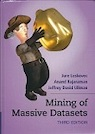 Jure Leskovec
Anand Rajaraman
Jeffrey David Ullman
Mining of
Massive Datasets
THIRD EDITION